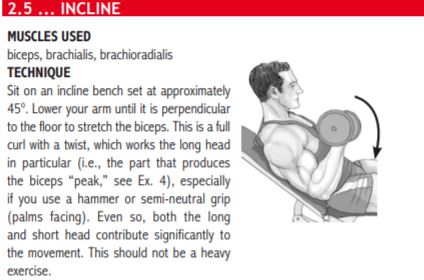 2.5 ... INCLINE
MUSCLES USED
biceps, brachialis, brachioradialis
TECHNIQUE
Sit on an incline bench set at approximately
45º. Lower your arm until it is perpendicular
to the floor to stretch the biceps. This is a full
curl with a twist, which works the long head
in particular (i.e., the part that produces
the biceps “peak,” see Ex. 4), especially
if you use a hammer or semi-neutral grip
(palms facing). Even so, both the long
and short head contribute significantly to
the movement. This should not be a heavy
exercise.